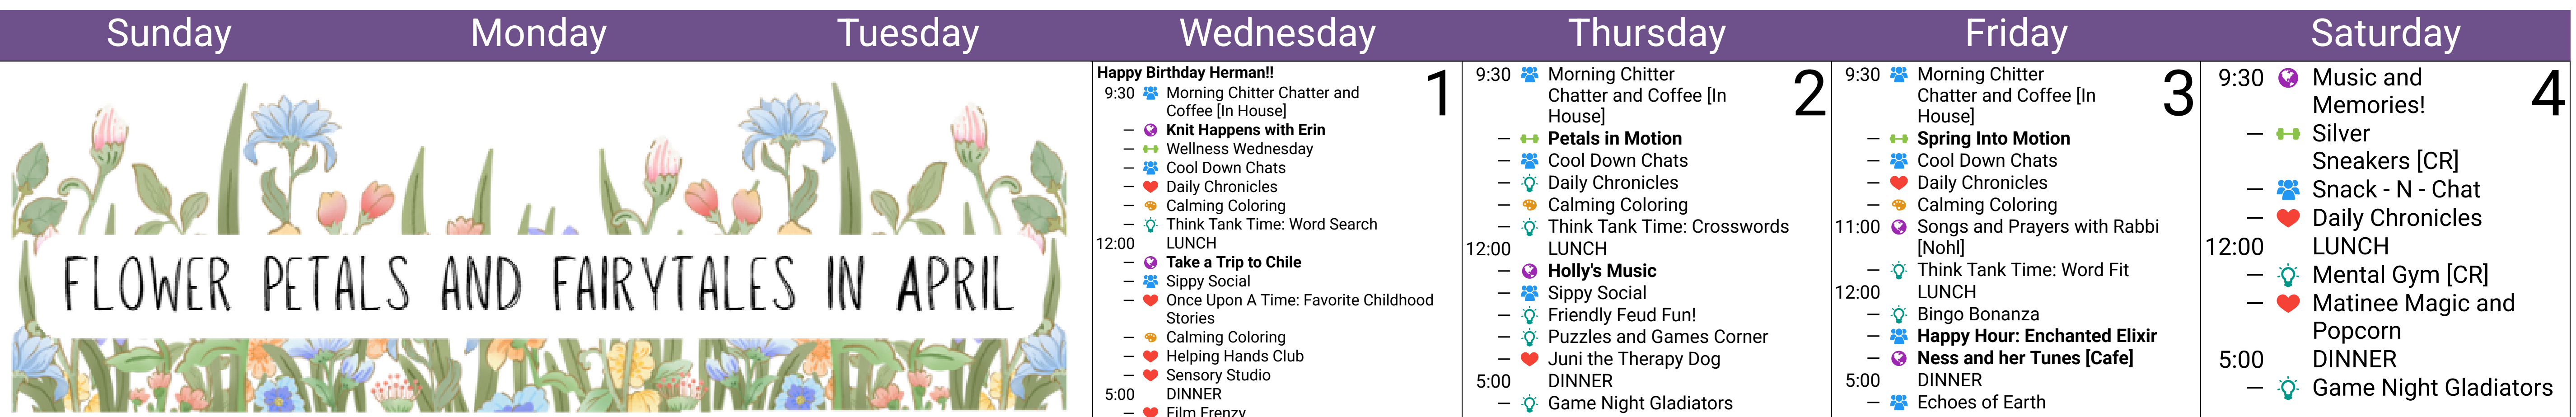 Sunday Monday Tuesday Wednesday Thursday Friday Saturday
FLOWER PETALS AND FAIRYTALES IN APRIL
Happy Birthday Herman!!
1
9:30 Morning Chitter Chatter and
Coffee [In House]
– Knit Happens with Erin
– Wellness Wednesday
– Cool Down Chats
– Daily Chronicles
– Calming Coloring
– Think Tank Time: Word Search
12:00 LUNCH
– Take a Trip to Chile
– Sippy Social
– Once Upon A Time: Favorite Childhood
Stories
– Calming Coloring
– Helping Hands Club
– Sensory Studio
5:00 DINNER
– Film Frenzy
2
9:30 Morning Chitter
Chatter and Coffee [In
House]
– Petals in Motion
– Cool Down Chats
– Daily Chronicles
– Calming Coloring
– Think Tank Time: Crosswords
12:00 LUNCH
– Holly's Music
– Sippy Social
– Friendly Feud Fun!
– Puzzles and Games Corner
– Juni the Therapy Dog
5:00 DINNER
– Game Night Gladiators
3
9:30 Morning Chitter
Chatter and Coffee [In
House]
– Spring Into Motion
– Cool Down Chats
– Daily Chronicles
– Calming Coloring
11:00 Songs and Prayers with Rabbi
[Nohl]
– Think Tank Time: Word Fit
12:00 LUNCH
– Bingo Bonanza
– Happy Hour: Enchanted Elixir
– Ness and her Tunes [Cafe]
5:00 DINNER
– Echoes of Earth
4
9:30 Music and
Memories!
– Silver
Sneakers [CR]
– Snack - N - Chat
– Daily Chronicles
12:00 LUNCH
– Mental Gym [CR]
– Matinee Magic and
Popcorn
5:00 DINNER
– Game Night Gladiators